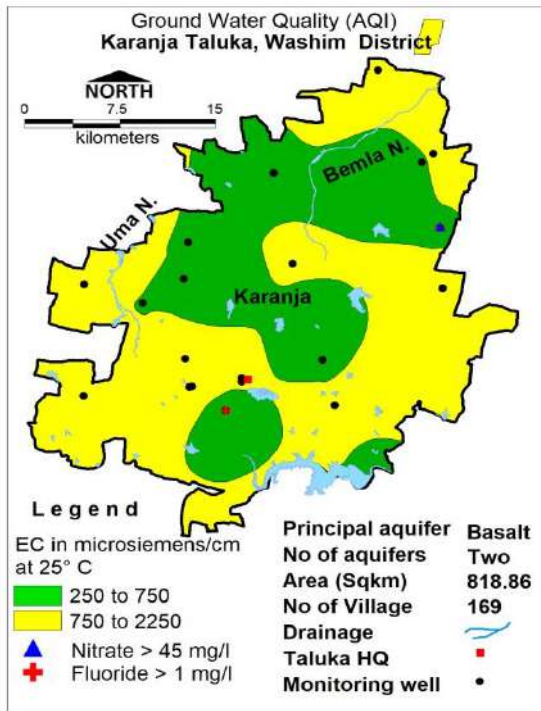 Ground Water Quality (AQI)
Karanja Taluka, Washim District
NORTH
0 7.5 15
kilometers
Bemla N.
Uma N.
Karanja
Legend
EC in microsiemens/cm
at 25° C
250 to 750
750 to 2250
Nitrate > 45 mg/l
Fluoride > 1 mg/l
Principal aquifer Basalt
No of aquifers Two
Area (Sqkm) 818.86
No of Village 169
Drainage
Taluka HQ
Monitoring well